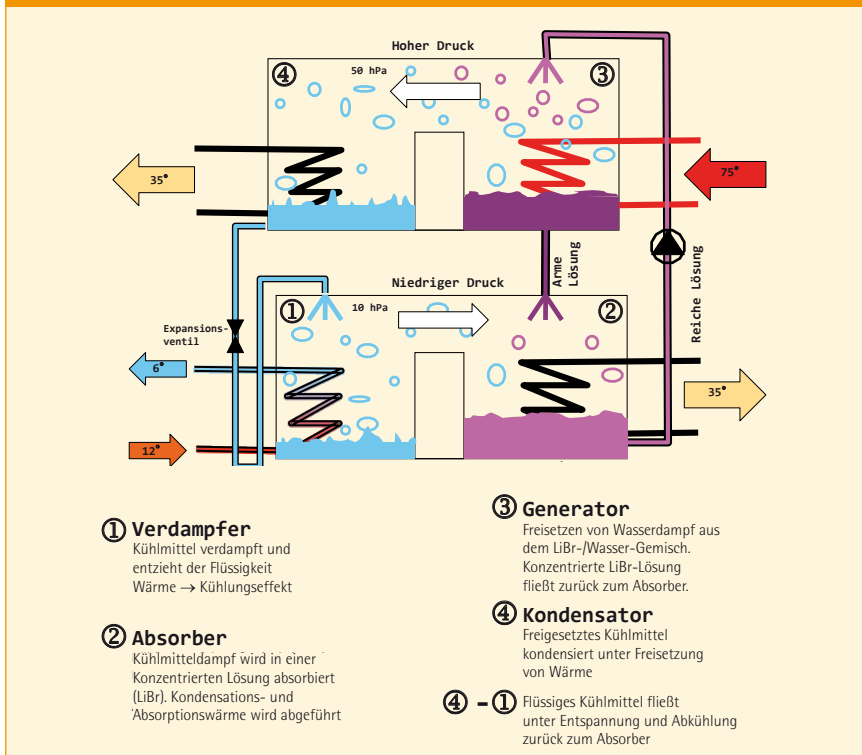 Hoher Druck
④
50 hPa
③
35°
75°
Arme
Lösung
Reiche Lösung
Niedriger Druck
①
10 hPa
②
Expansions-
ventil
6°
35°
12°
① Verdampfer
Kühlmittel verdampft und
entzieht der Flüssigkeit
Wärme → Kühlungseffekt
② Absorber
Kühlmitteldampf wird in einer
Konzentrierten Lösung absorbiert
(LiBr). Kondensations- und
Absorptionswärme wird abgeführt
③ Generator
Freisetzen von Wasserdampf aus
dem LiBr-/Wasser-Gemisch.
Konzentrierte LiBr-Lösung
fließt zurück zum Absorber.
④ Kondensator
Freigesetztes Kühlmittel
kondensiert unter Freisetzung
von Wärme
④ – ① Flüssiges Kühlmittel fließt
unter Entspannung und Abkühlung
zurück zum Absorber